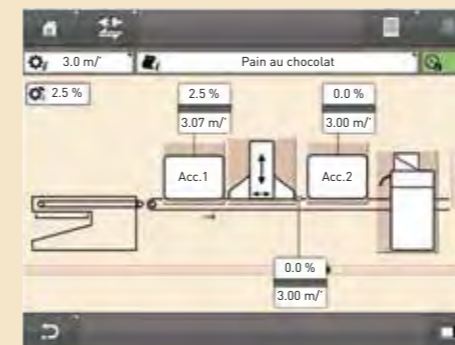 3.0 m/'
Pain au chocolat
2.5 %
2.5 %
3.07 m/'
0.0 %
3.00 m/'
Acc.1
Acc.2
0.0 %
3.00 m/'